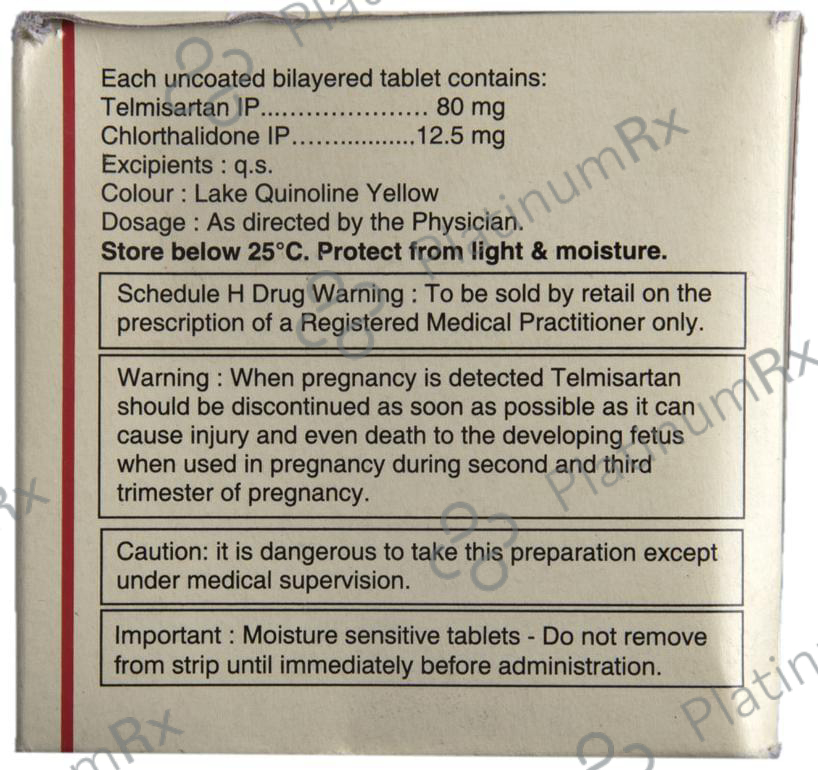 Each uncoated bilayered tablet contains:
Telmisartan IP........................ 80 mg
Chlorthalidone IP..................12.5 mg
Excipients : q.s.
Colour : Lake Quinoline Yellow
Dosage : As directed by the Physician.
Store below 25°C. Protect from light & moisture.
Schedule H Drug Warning : To be sold by retail on the
prescription of a Registered Medical Practitioner only.
Warning : When pregnancy is detected Telmisartan
should be discontinued as soon as possible as it can
cause injury and even death to the developing fetus
when used in pregnancy during second and third
trimester of pregnancy.
Caution: it is dangerous to take this preparation except
under medical supervision.
Important : Moisture sensitive tablets - Do not remove
from strip until immediately before administration.
PlatinumRx
PlatinumRx